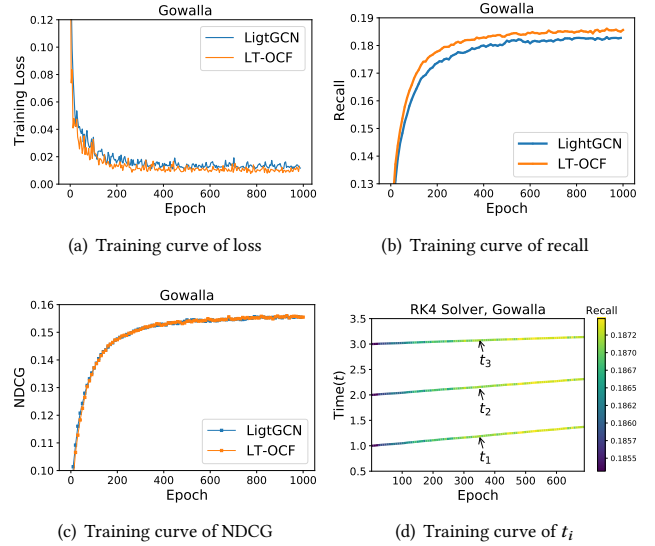 Gowalla
0.12
0.10
0.08
0.06
0.04
0.02
0.00
Training Loss
LigtGCN
LT-OCF
0 200 400 600 800 1000
Epoch
(a) Training curve of loss
Gowalla
0.19
0.18
0.17
0.16
0.15
0.14
0.13
Recall
LightGCN
LT-OCF
0 200 400 600 800 1000
Epoch
(b) Training curve of recall
Gowalla
0.16
0.15
0.14
0.13
0.12
0.11
0.10
NDCG
LigtGCN
LT-OCF
0 200 400 600 800 1000
Epoch
(c) Training curve of NDCG
RK4 Solver, Gowalla
3.5
3.0
2.5
2.0
1.5
1.0
0.5
Time(t)
t3
t2
t1
100 200 300 400 500 600
Epoch
Recall
0.1872
0.1870
0.1865
0.1860
0.1855
(d) Training curve of ti